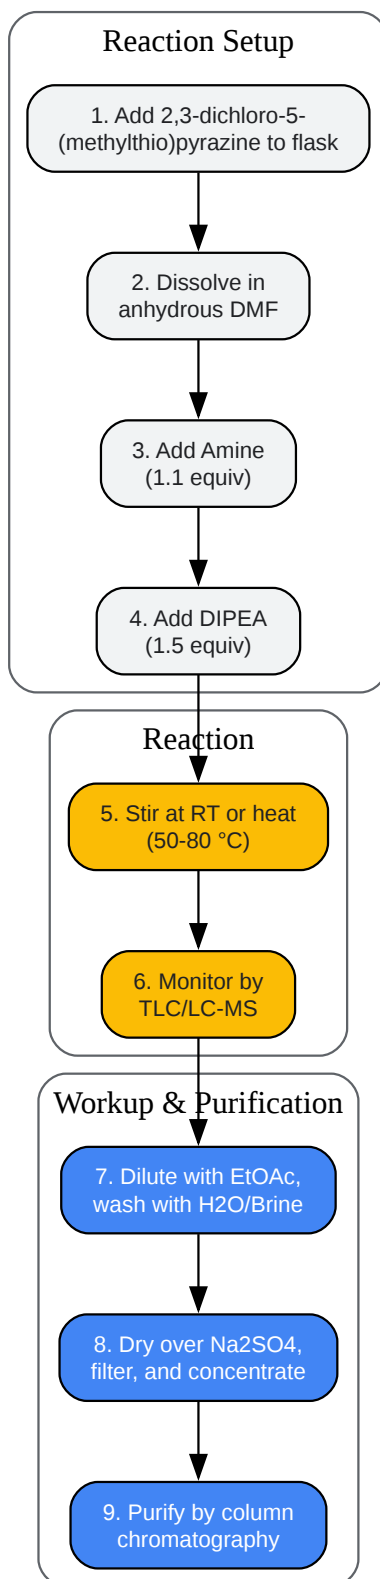 Reaction Setup
1. Add 2,3-dichloro-5-
(methylthio)pyrazine to flask
2. Dissolve in
anhydrous DMF
3. Add Amine
(1.1 equiv)
4. Add DIPEA
(1.5 equiv)
Reaction
5. Stir at RT or heat
(50-80 °C)
6. Monitor by
TLC/LC-MS
Workup & Purification
7. Dilute with EtOAc,
wash with H2O/Brine
8. Dry over Na2SO4,
filter, and concentrate
9. Purify by column
chromatography